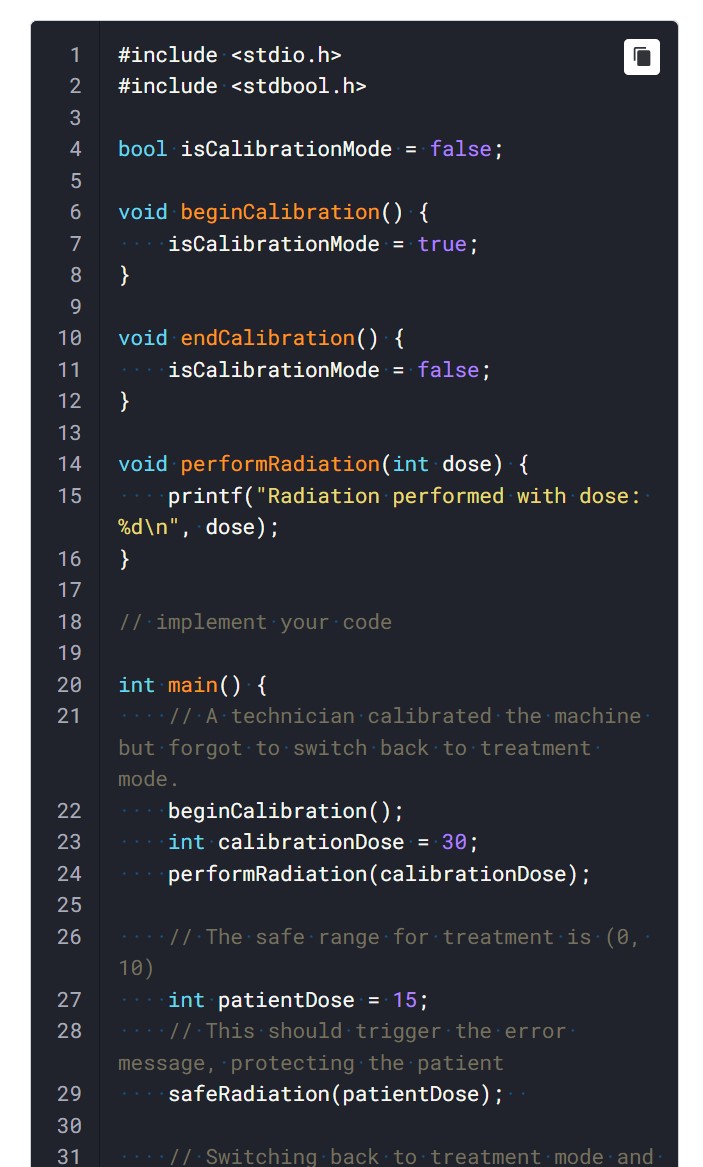 1 #include <stdio.h>
2 #include <stdbool.h>
3
4 bool isCalibrationMode = false;
5
6 void beginCalibration() {
7     isCalibrationMode = true;
8 }
9
10 void endCalibration() {
11     isCalibrationMode = false;
12 }
13
14 void performRadiation(int dose) {
15     printf("Radiation performed with dose:
%d\n", dose);
16 }
17
18 // implement your code
19
20 int main() {
21     // A technician calibrated the machine
but forgot to switch back to treatment
mode.
22     beginCalibration();
23     int calibrationDose = 30;
24     performRadiation(calibrationDose);
25
26     // The safe range for treatment is (0,
10)
27     int patientDose = 15;
28     // This should trigger the error
message, protecting the patient
29     safeRadiation(patientDose);
30
31     // Switching back to treatment mode and